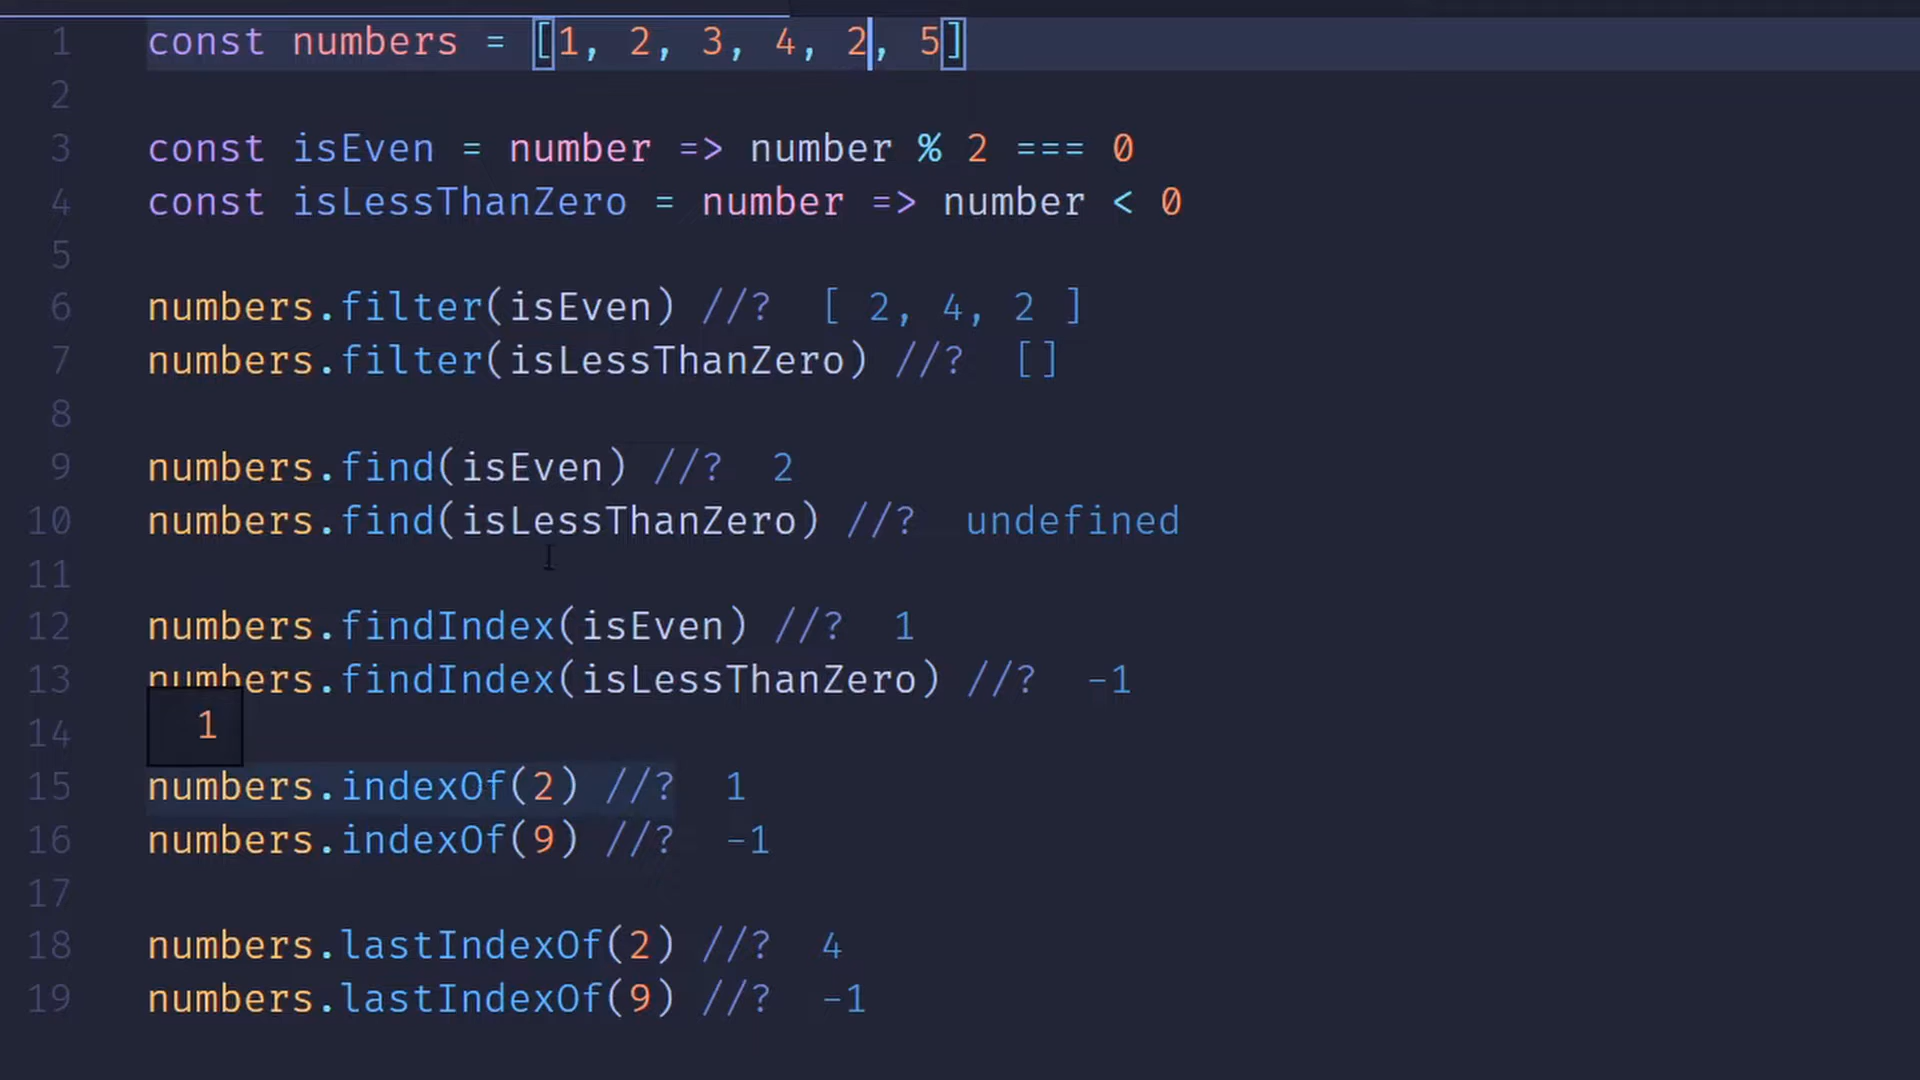 1 const numbers = [1, 2, 3, 4, 2, 5]
2
3 const isEven = number => number % 2 === 0
4 const isLessThanZero = number => number < 0
5
6 numbers.filter(isEven) //? [ 2, 4, 2 ]
7 numbers.filter(isLessThanZero) //? []
8
9 numbers.find(isEven) //? 2
10 numbers.find(isLessThanZero) //? undefined
11
12 numbers.findIndex(isEven) //? 1
13 numbers.findIndex(isLessThanZero) //? -1
14 1
15 numbers.indexOf(2) //? 1
16 numbers.indexOf(9) //? -1
17
18 numbers.lastIndexOf(2) //? 4
19 numbers.lastIndexOf(9) //? -1